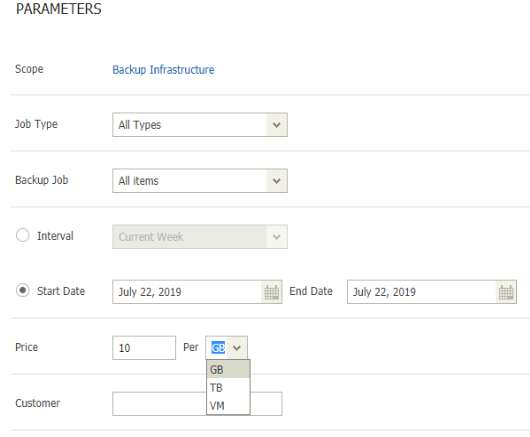 PARAMETERS
Scope Backup Infrastructure
Job Type All Types
Backup Job All items
Interval Current Week
Start Date July 22, 2019 End Date July 22, 2019
Price 10 Per GB
GB
TB
Customer
VM